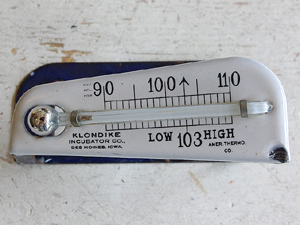 90 100 110
LOW 103 HIGH
KLONDIKE
INCUBATOR CO.,
DES MOINES, IOWA.
AMER. THERMO.
CO.